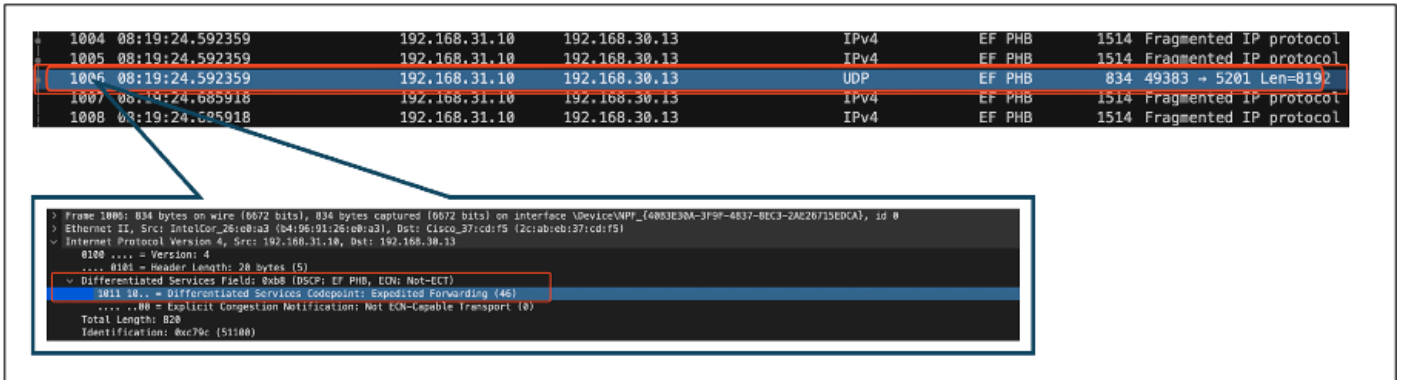 1004 08:19:24.592359 192.168.31.10 192.168.30.13 IPv4 EF PHB 1514 Fragmented IP protocol
1005 08:19:24.592359 192.168.31.10 192.168.30.13 IPv4 EF PHB 1514 Fragmented IP protocol
1006 08:19:24.592359 192.168.31.10 192.168.30.13 UDP EF PHB 834 49383 → 5201 Len=8192
1007 08:19:24.685918 192.168.31.10 192.168.30.13 IPv4 EF PHB 1514 Fragmented IP protocol
1008 08:19:24.685918 192.168.31.10 192.168.30.13 IPv4 EF PHB 1514 Fragmented IP protocol
Frame 1006: 834 bytes on wire (6672 bits), 834 bytes captured (6672 bits) on interface \Device\NPF_{4083E30A-3F9F-4837-BEC3-2AE26715EDCA}, id 0
Ethernet II, Src: IntelCor_26:e0:a3 (b4:96:91:26:e0:a3), Dst: Cisco_37:cd:f5 (2c:ab:eb:37:cd:f5)
Internet Protocol Version 4, Src: 192.168.31.10, Dst: 192.168.30.13
0100 .... = Version: 4
.... 0101 = Header Length: 20 bytes (5)
Differentiated Services Field: 0xb8 (DSCP: EF PHB, ECN: Not-ECT)
1011 10.. = Differentiated Services Codepoint: Expedited Forwarding (46)
.... ..00 = Explicit Congestion Notification: Not ECN-Capable Transport (0)
Total Length: 820
Identification: 0xc79c (51100)